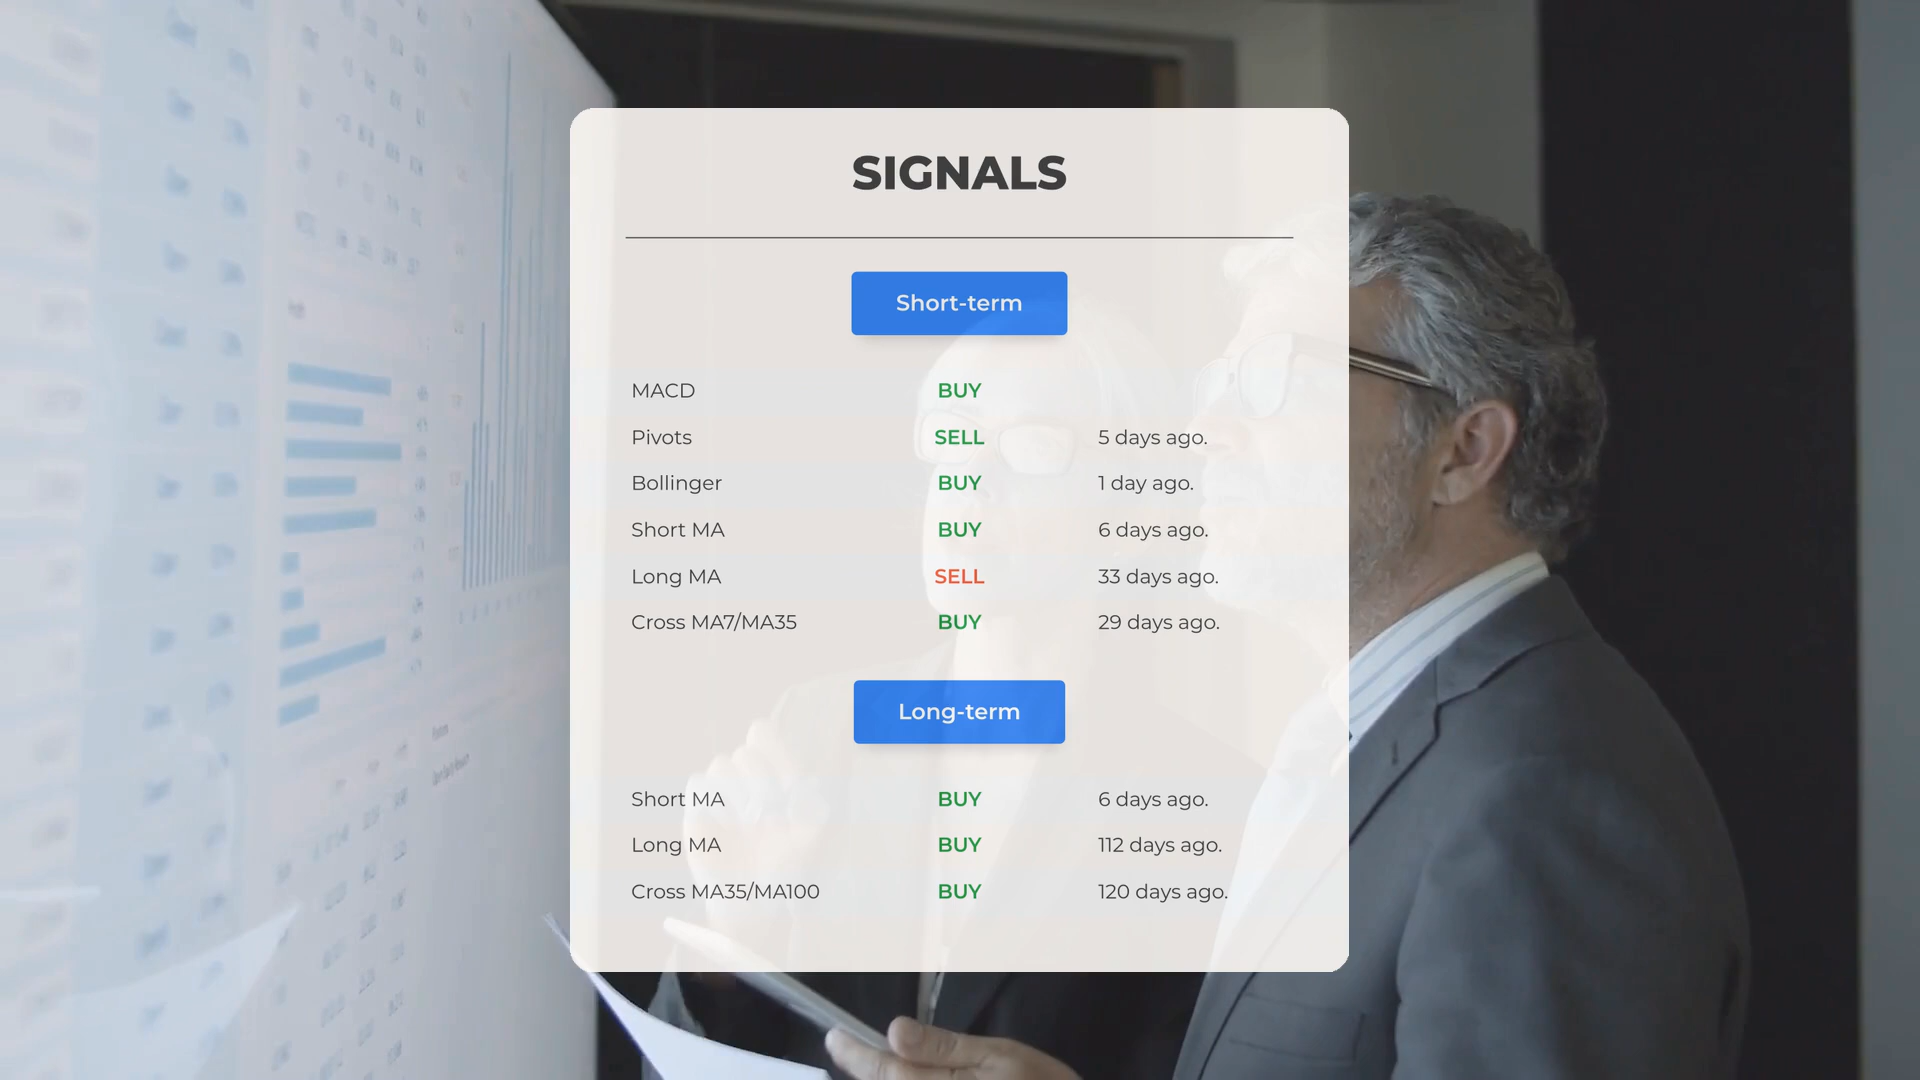 SIGNALS
Short-term
MACD BUY
Pivots SELL 5 days ago.
Bollinger BUY 1 day ago.
Short MA BUY 6 days ago.
Long MA SELL 33 days ago.
Cross MA7/MA35 BUY 29 days ago.
Long-term
Short MA BUY 6 days ago.
Long MA BUY 112 days ago.
Cross MA35/MA100 BUY 120 days ago.